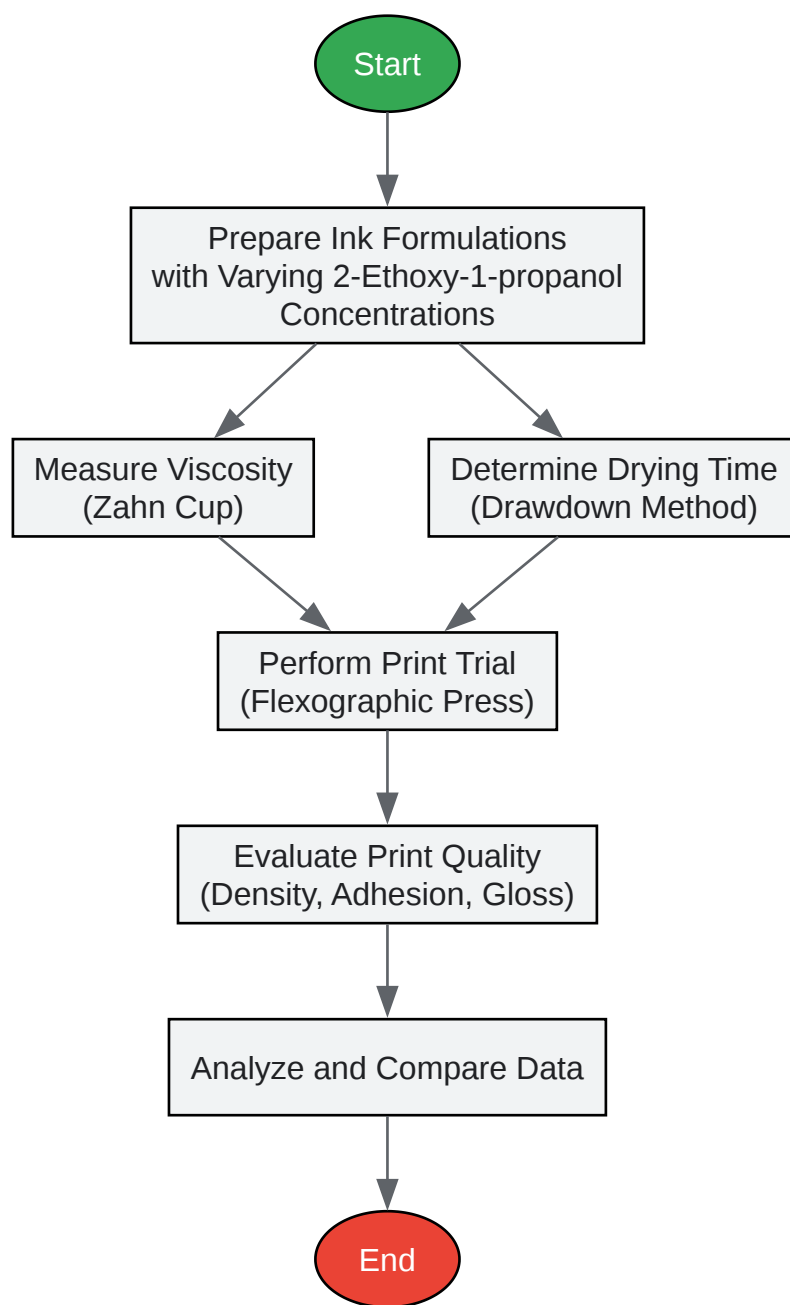 Start
Prepare Ink Formulations
with Varying 2-Ethoxy-1-propanol
Concentrations
Measure Viscosity
(Zahn Cup)
Determine Drying Time
(Drawdown Method)
Perform Print Trial
(Flexographic Press)
Evaluate Print Quality
(Density, Adhesion, Gloss)
Analyze and Compare Data
End